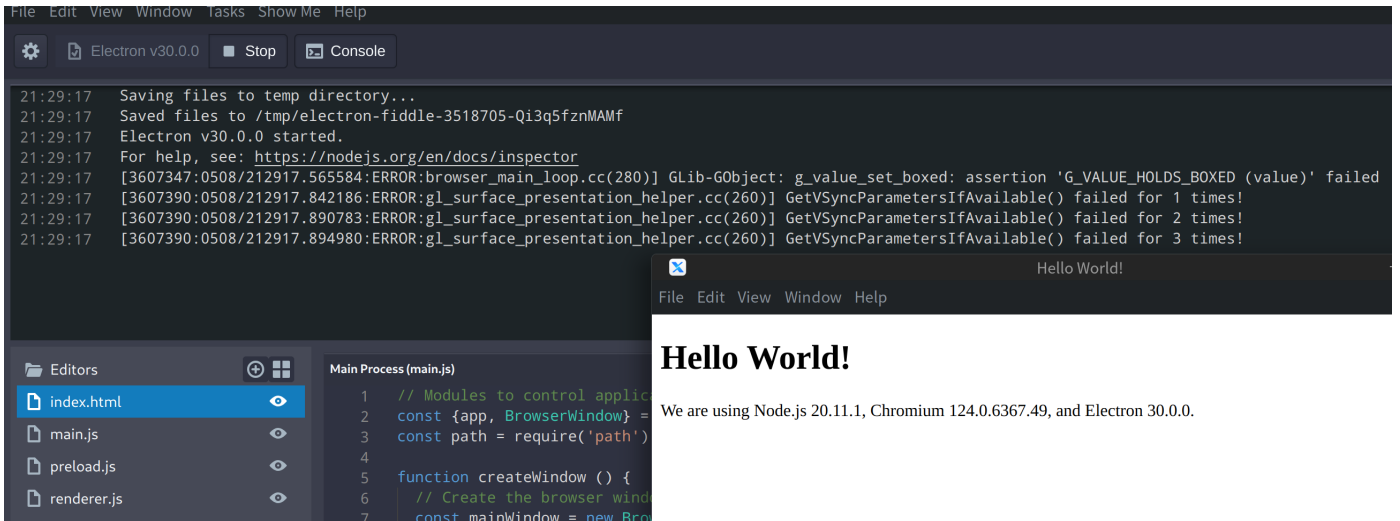 File Edit View Window Tasks Show Me Help
Electron v30.0.0 Stop Console
21:29:17 Saving files to temp directory...
21:29:17 Saved files to /tmp/electron-fiddle-3518705-Qi3q5fznMAMf
21:29:17 Electron v30.0.0 started.
21:29:17 For help, see: https://nodejs.org/en/docs/inspector
21:29:17 [3607347:0508/212917.565584:ERROR:browser_main_loop.cc(280)] GLib-GObject: g_value_set_boxed: assertion 'G_VALUE_HOLDS_BOXED (value)' failed
21:29:17 [3607390:0508/212917.842186:ERROR:gl_surface_presentation_helper.cc(260)] GetVSyncParametersIfAvailable() failed for 1 times!
21:29:17 [3607390:0508/212917.890783:ERROR:gl_surface_presentation_helper.cc(260)] GetVSyncParametersIfAvailable() failed for 2 times!
21:29:17 [3607390:0508/212917.894980:ERROR:gl_surface_presentation_helper.cc(260)] GetVSyncParametersIfAvailable() failed for 3 times!
Editors
index.html
main.js
preload.js
renderer.js
Main Process (main.js)
1 // Modules to control applic
2 const {app, BrowserWindow} =
3 const path = require('path')
4
5 function createWindow () {
6 // Create the browser wind
7 const mainWindow = new Bro
Hello World!
File Edit View Window Help
Hello World!
We are using Node.js 20.11.1, Chromium 124.0.6367.49, and Electron 30.0.0.